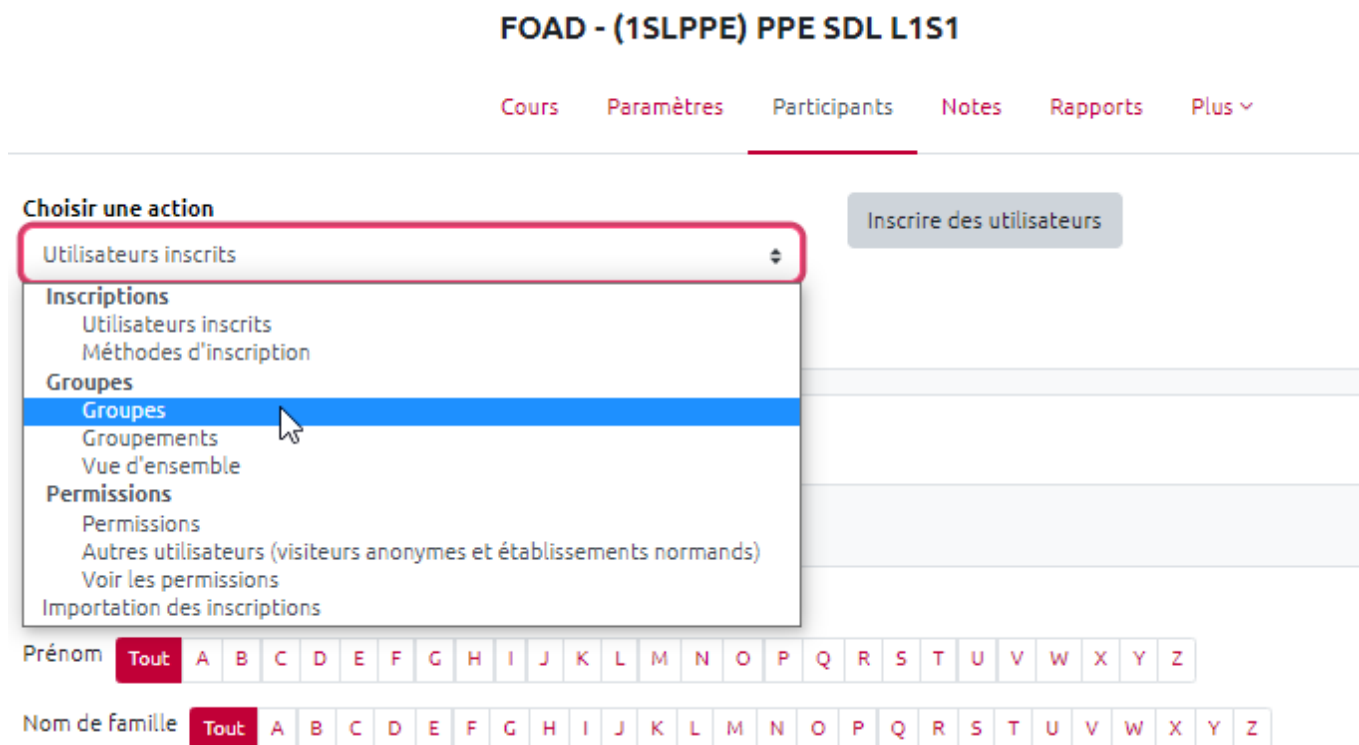 FOAD - (1SLPPE) PPE SDL L1S1
Cours Paramètres Participants Notes Rapports Plus
Choisir une action
Inscrire des utilisateurs
Utilisateurs inscrits
Inscriptions
Utilisateurs inscrits
Méthodes d'inscription
Groupes
Groupes
Groupements
Vue d'ensemble
Permissions
Permissions
Autres utilisateurs (visiteurs anonymes et établissements normands)
Voir les permissions
Importation des inscriptions
Prénom Tout A B C D E F G H I J K L M N O P Q R S T U V W X Y Z
Nom de famille Tout A B C D E F G H I J K L M N O P Q R S T U V W X Y Z